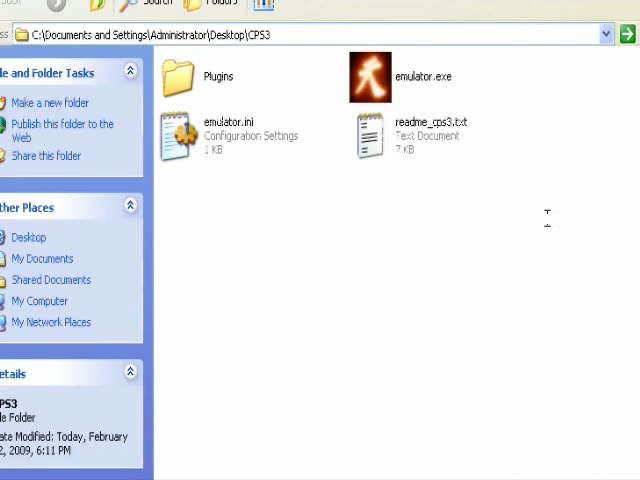 Search Folders
ss C:\Documents and Settings\Administrator\Desktop\CPS3
le and Folder Tasks
Make a new folder
Publish this folder to the
Web
Share this folder
ther Places
Desktop
My Documents
Shared Documents
My Computer
My Network Places
etails
PS3
le Folder
ate Modified: Today, February
2, 2009, 6:11 PM
Plugins
emulator.exe
emulator.ini
Configuration Settings
1 KB
readme_cps3.txt
Text Document
7 KB